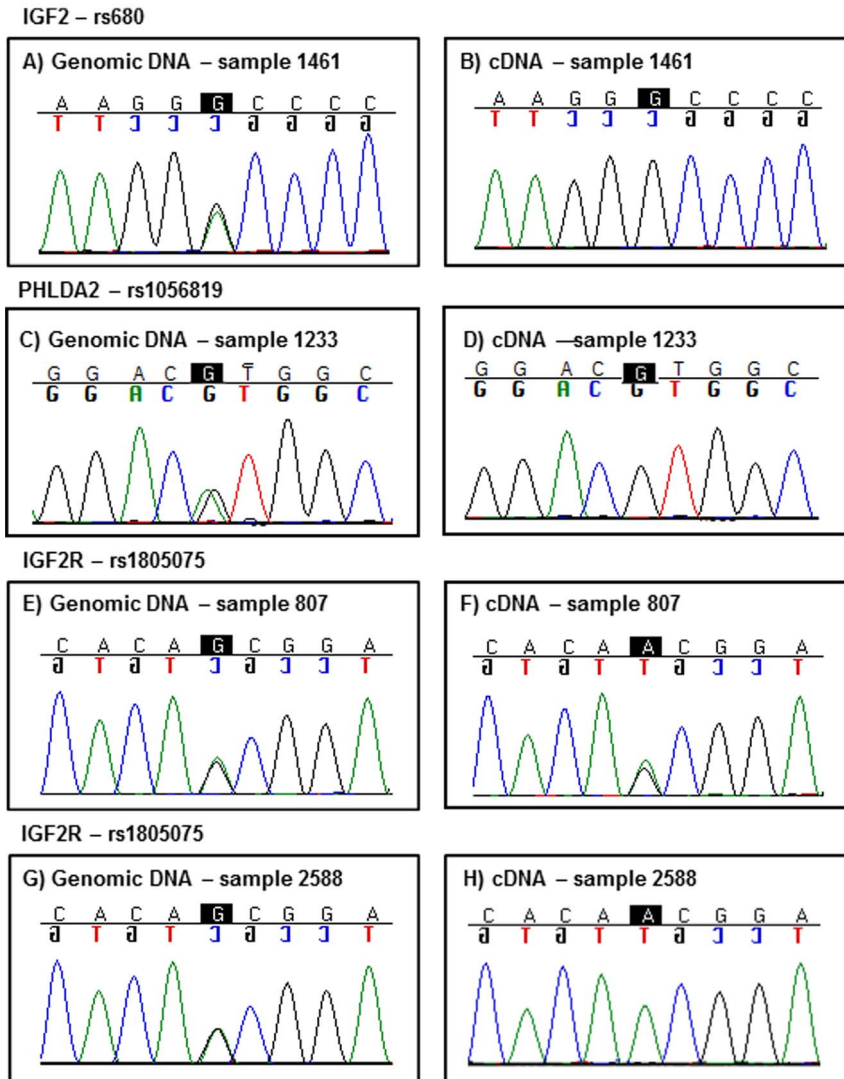 IGF2 – rs680
A) Genomic DNA – sample 1461
A A G G G C C C C
T T C C C G G G G
B) cDNA – sample 1461
A A G G G C C C C
T T C C C G G G G
PHLDA2 – rs1056819
C) Genomic DNA – sample 1233
G G A C G T G G C
G G A C G T G G C
D) cDNA —sample 1233
G G A C G T G G C
G G A C G T G G C
IGF2R – rs1805075
E) Genomic DNA – sample 807
C A C A G C G G A
G T G T C G C C T
F) cDNA – sample 807
C A C A A C G G A
G T G T T G C C T
IGF2R – rs1805075
G) Genomic DNA – sample 2588
C A C A G C G G A
G T G T C G C C T
H) cDNA – sample 2588
C A C A A C G G A
G T G T T G C C T